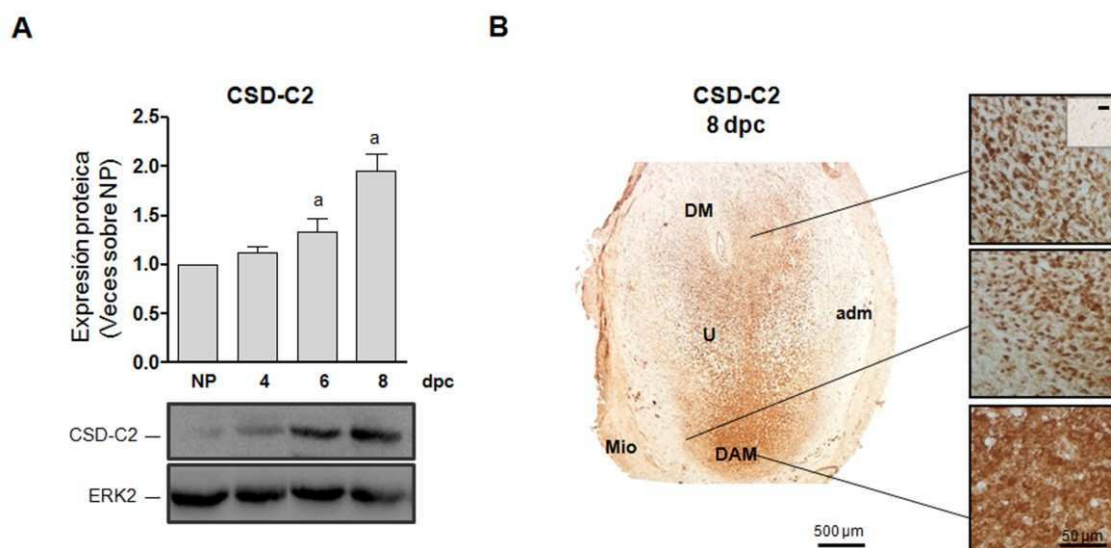 A
CSD-C2
Expresión proteica
(Veces sobre NP)
2.5
2.0
1.5
1.0
0.5
0.0
a
a
NP 4 6 8 dpc
CSD-C2
ERK2
B
CSD-C2
8 dpc
DM
adm
U
Mio
DAM
500 µm
50 µm